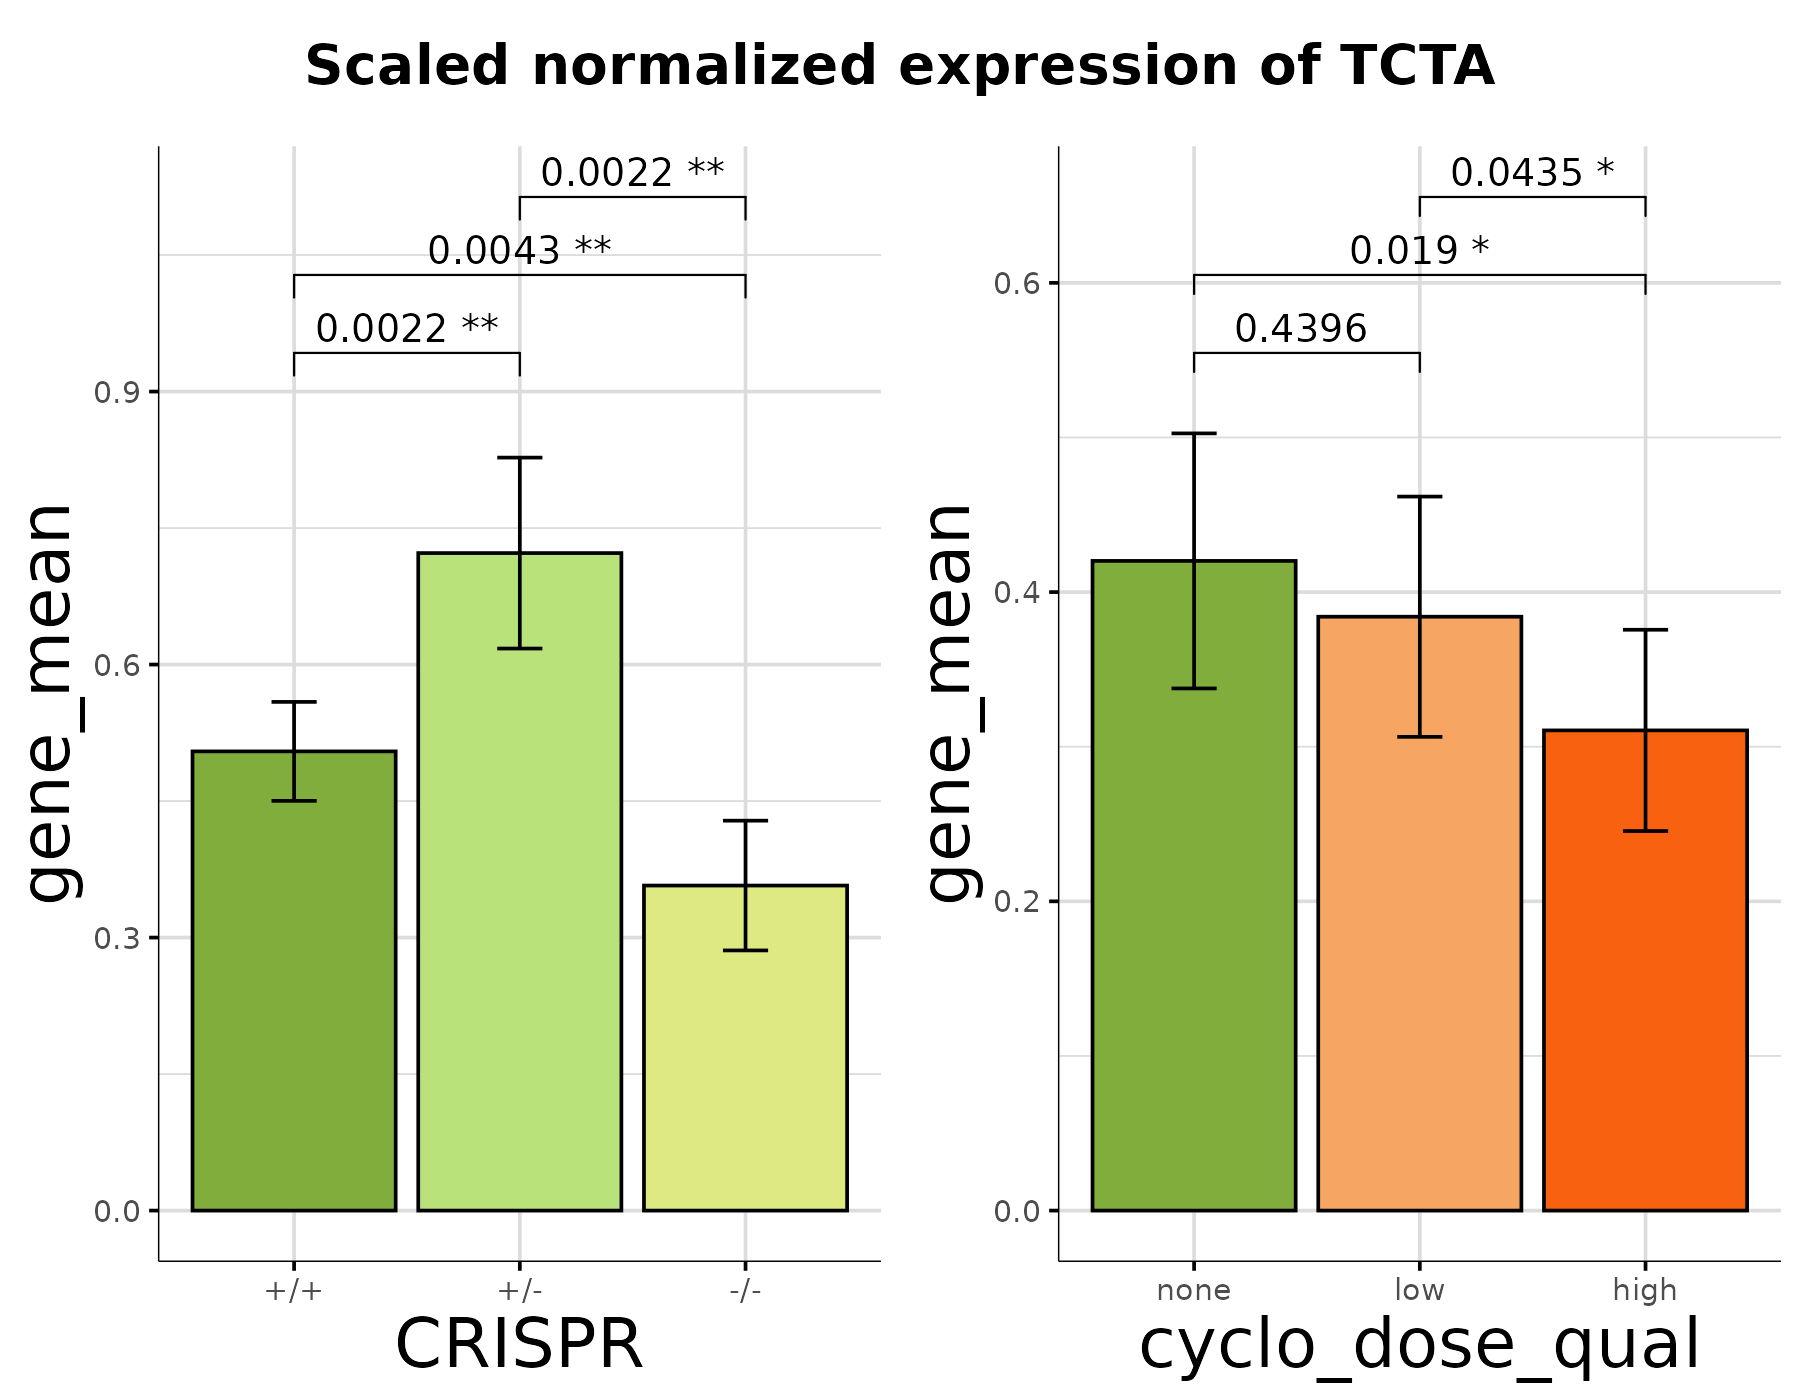 Scaled normalized expression of TCTA
0.0022 **
0.0043 **
0.0022 **
0.9
0.6
0.3
0.0
gene_mean
+/+
+/-
-/-
CRISPR
0.0435 *
0.019 *
0.4396
0.6
0.4
0.2
0.0
gene_mean
none
low
high
cyclo_dose_qual